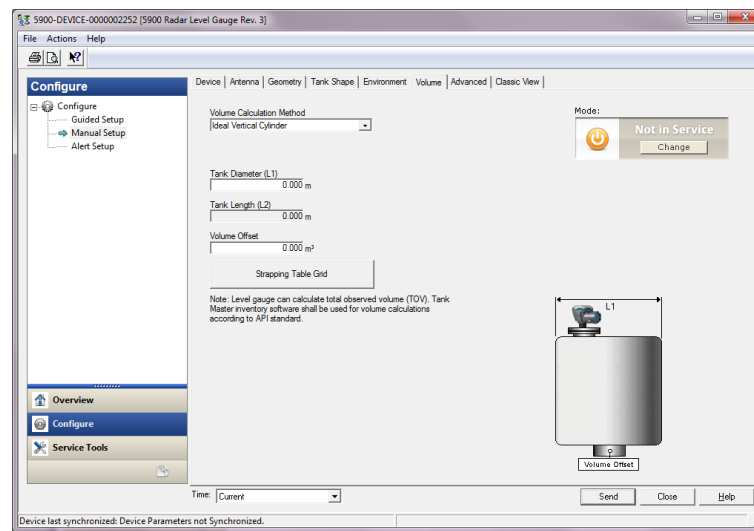 5900-DEVICE-0000002252 [5900 Radar Level Gauge Rev. 3]
File Actions Help
Configure
Configure
Guided Setup
Manual Setup
Alert Setup
Overview
Configure
Service Tools
Device Antenna Geometry Tank Shape Environment Volume Advanced Classic View
Volume Calculation Method
Ideal Vertical Cylinder
Mode:
Not in Service
Change
Tank Diameter (L1)
0.000 m
Tank Length (L2)
0.000 m
Volume Offset
0.000 m³
Strapping Table Grid
Note: Level gauge can calculate total observed volume (TOV). Tank
Master inventory software shall be used for volume calculations
according to API standard.
L1
Volume Offset
Time: Current
Send Close Help
Device last synchronized: Device Parameters not Synchronized.